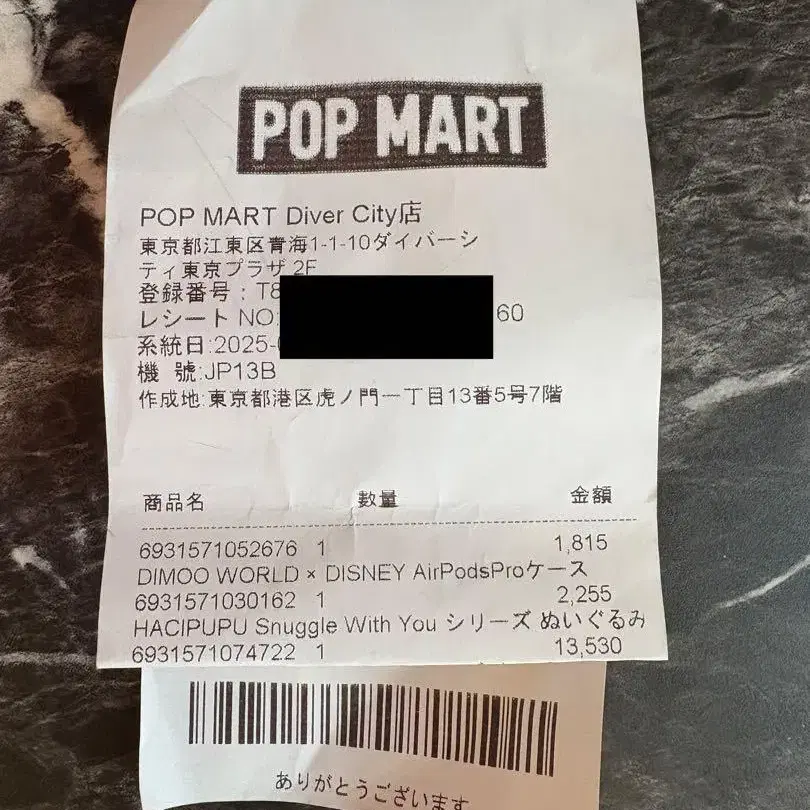 POP MART
POP MART Diver City店
東京都江東区青海1-1-10ダイバーシ
ティ東京プラザ 2F
登録番号：T8
レシート NO: 60
系統日:2025-
機 號:JP13B
作成地:東京都港区虎ノ門一丁目13番5号7階
商品名 数量 金額
6931571052676 1 1,815
DIMOO WORLD × DISNEY AirPodsProケース
6931571030162 1 2,255
HACIPUPU Snuggle With You シリーズ ぬいぐるみ
6931571074722 1 13,530
ありがとうございます